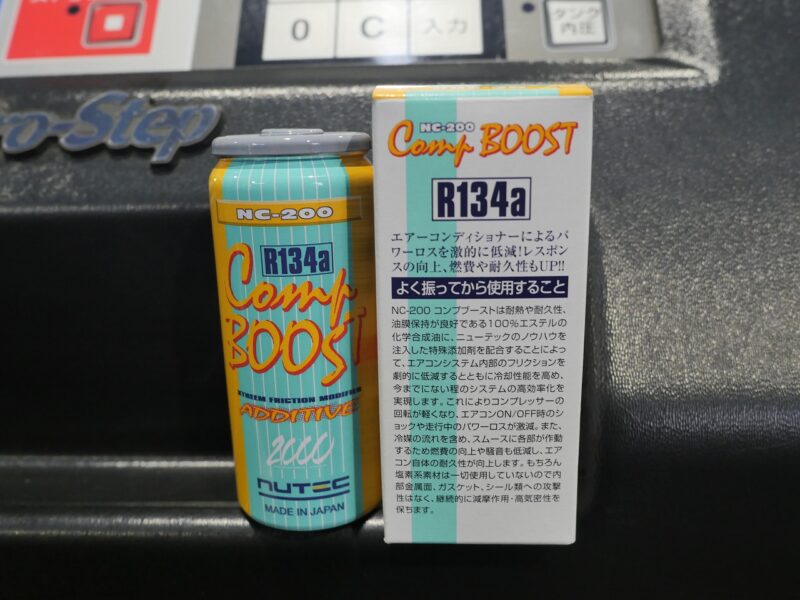 0
C
入力
タンク
内圧
ro-Step
NC-200
R134a
Comp
BOOST
XTREEM FRICTION MODIFIER
ADDITIVE
2000
NUTEC
MADE IN JAPAN
NC-200
Comp BOOST
R134a
エアーコンディショナーによるパ
ワーロスを激的に低減!レスポン
スの向上、燃費や耐久性もUP!!
よく振ってから使用すること
NC-200 コンプブーストは耐熱や耐久性、
油膜保持が良好である100%エステルの
化学合成油に、ニューテックのノウハウを
注入した特殊添加剤を配合することによっ
て、エアコンシステム内部のフリクションを
劇的に低減するとともに冷却性能を高め、
今までにない程のシステムの高効率化を
実現します。これによりコンプレッサーの
回転が軽くなり、エアコンON/OFF時のショ
ックや走行中のパワーロスが激減。また、
冷媒の流れを含め、スムースに各部が作動
するため燃費の向上や騒音も低減し、エア
コン自体の耐久性が向上します。もちろん
塩素系素材は一切使用していないので内
部金属面、ガスケット、シール類への攻撃
性はなく、継続的に減摩作用・高気密性を
保ちます。